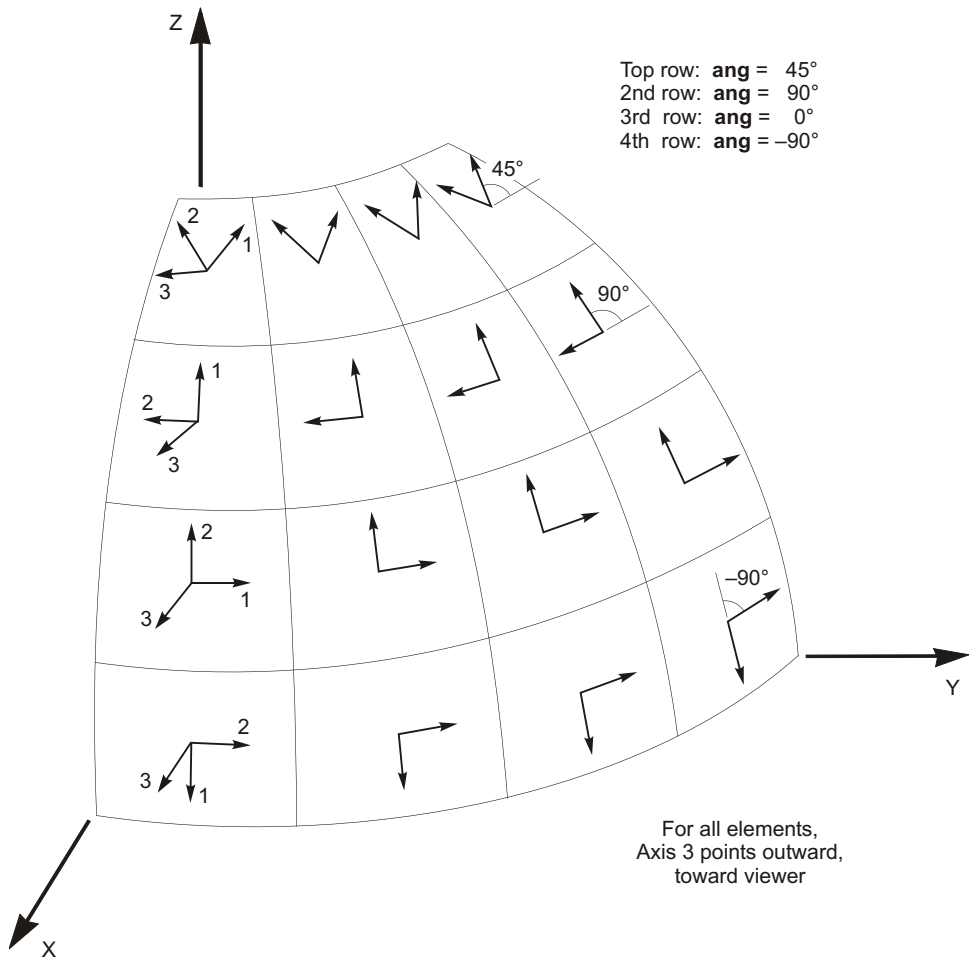 Z
Top row: ang = 45°
2nd row: ang = 90°
3rd row: ang = 0°
4th row: ang = –90°
45°
2
1
3
90°
1
2
3
2
1
3
–90°
Y
2
3
1
For all elements,
Axis 3 points outward,
toward viewer
X